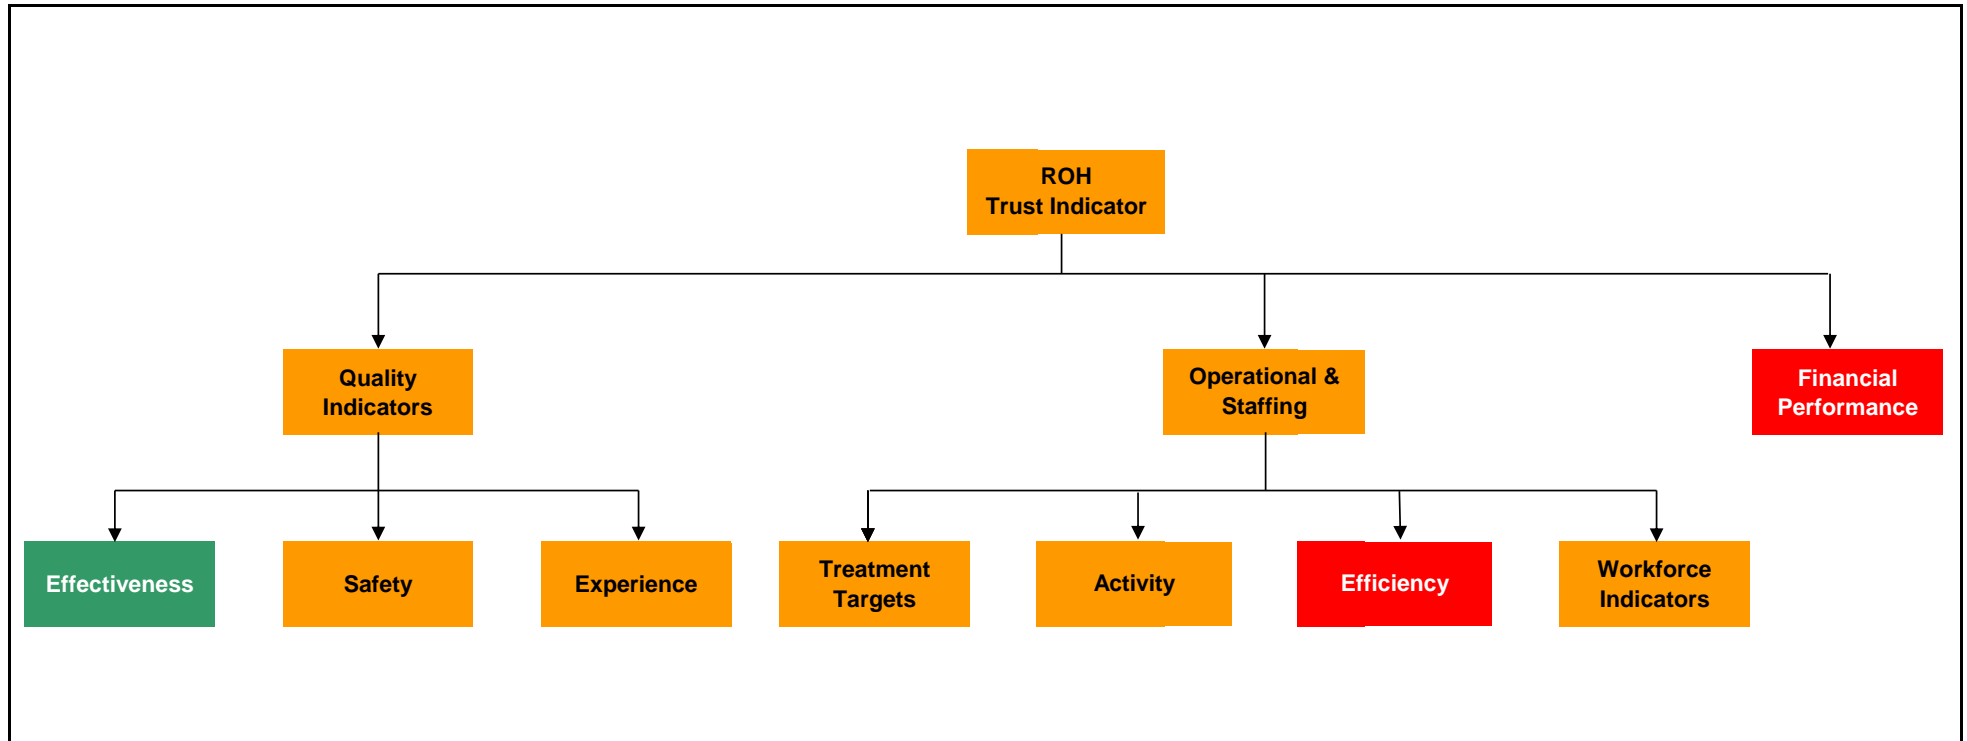 ROH
Trust Indicator
Quality
Indicators
Operational &
Staffing
Financial
Performance
Effectiveness
Safety
Experience
Treatment
Targets
Activity
Efficiency
Workforce
Indicators